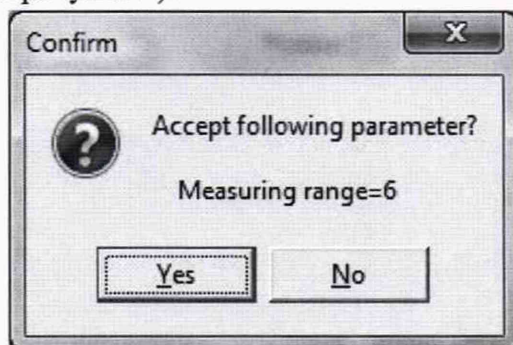 Confirm
X
?
Accept following parameter?
Measuring range=6
Yes
No